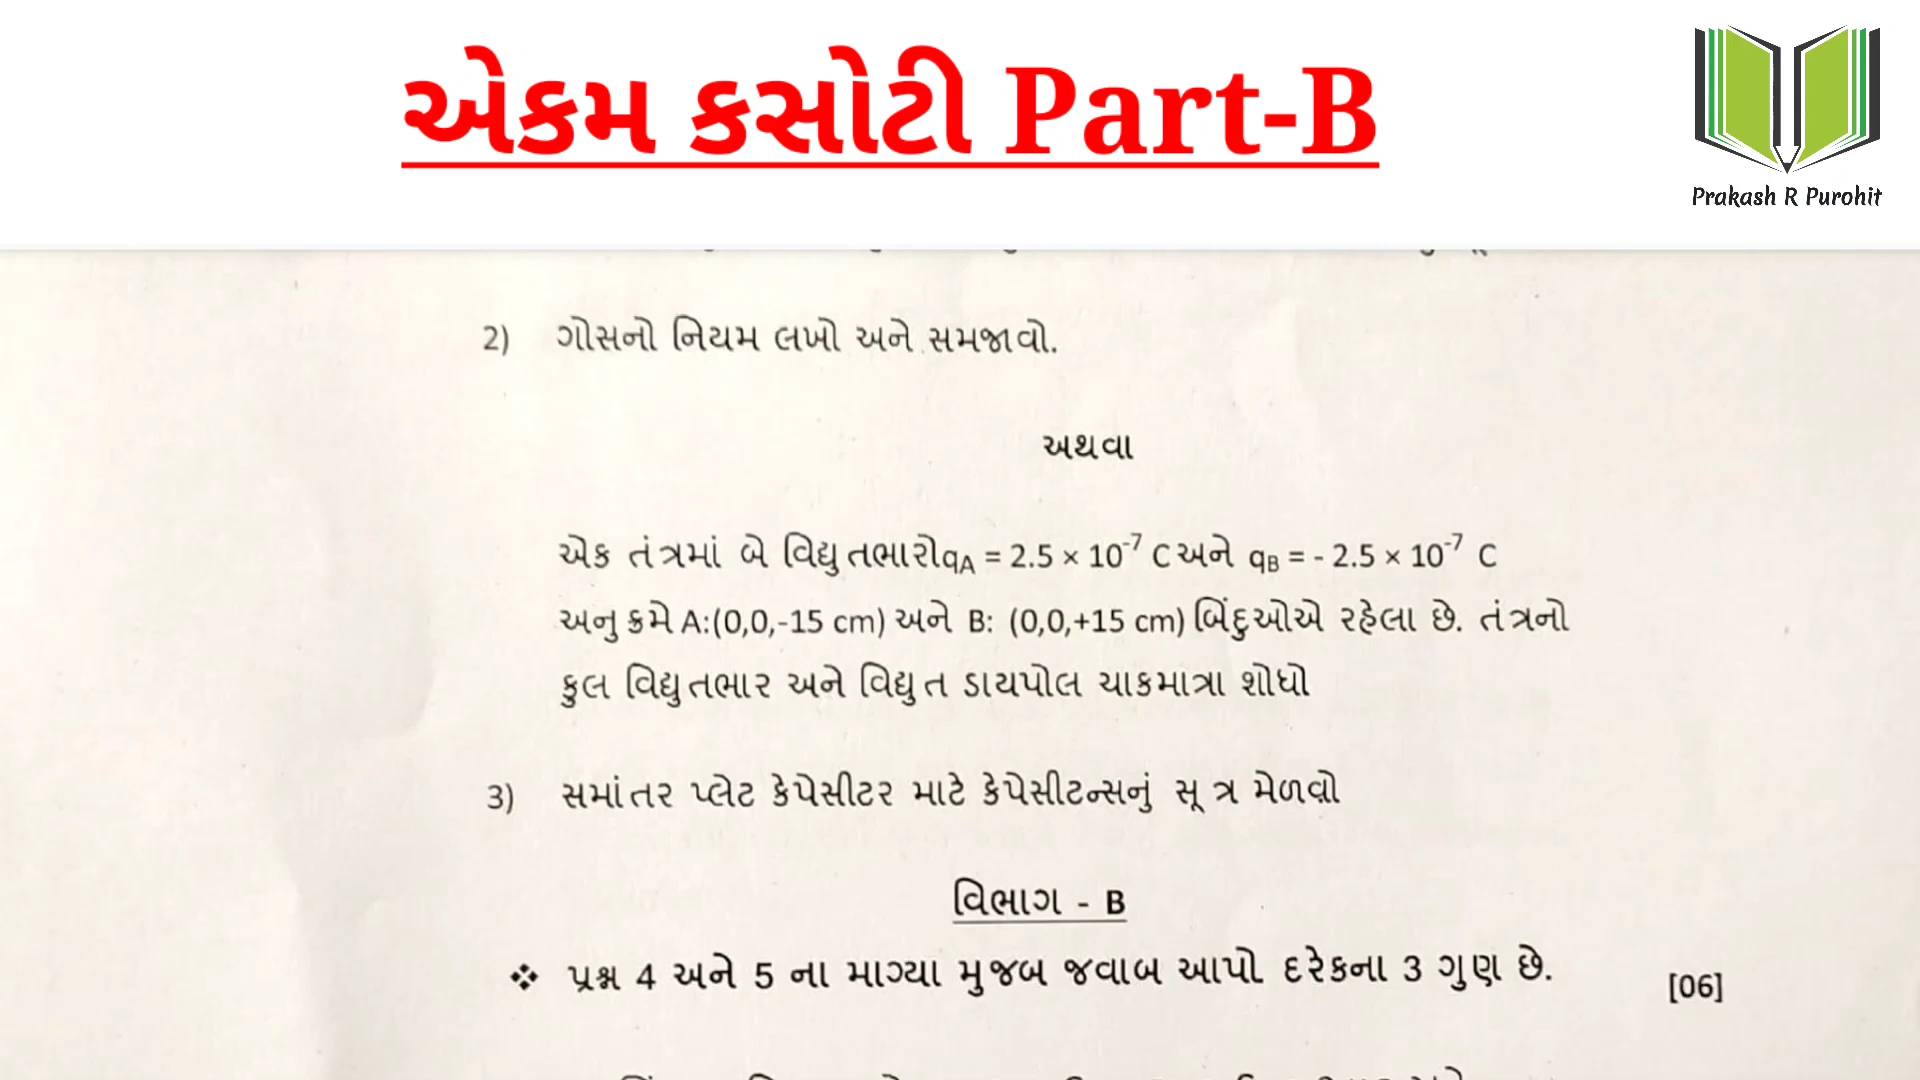 એકમ કસોટી Part-B
Prakash R Purohit
2) ગોસનો નિયમ લખો અને સમજાવો.
અથવા
એક તંત્રમાં બે વિદ્યુતભારો qA = 2.5 × 10⁻⁷ C અને qB = - 2.5 × 10⁻⁷ C
અનુક્રમે A:(0,0,-15 cm) અને B: (0,0,+15 cm) બિંદુઓએ રહેલા છે. તંત્રનો
કુલ વિદ્યુતભાર અને વિદ્યુત ડાયપોલ ચાકમાત્રા શોધો
3) સમાંતર પ્લેટ કેપેસીટર માટે કેપેસીટન્સનું સૂત્ર મેળવો
વિભાગ - B
❖ પ્રશ્ન 4 અને 5 ના માગ્યા મુજબ જવાબ આપો દરેકના 3 ગુણ છે. [06]